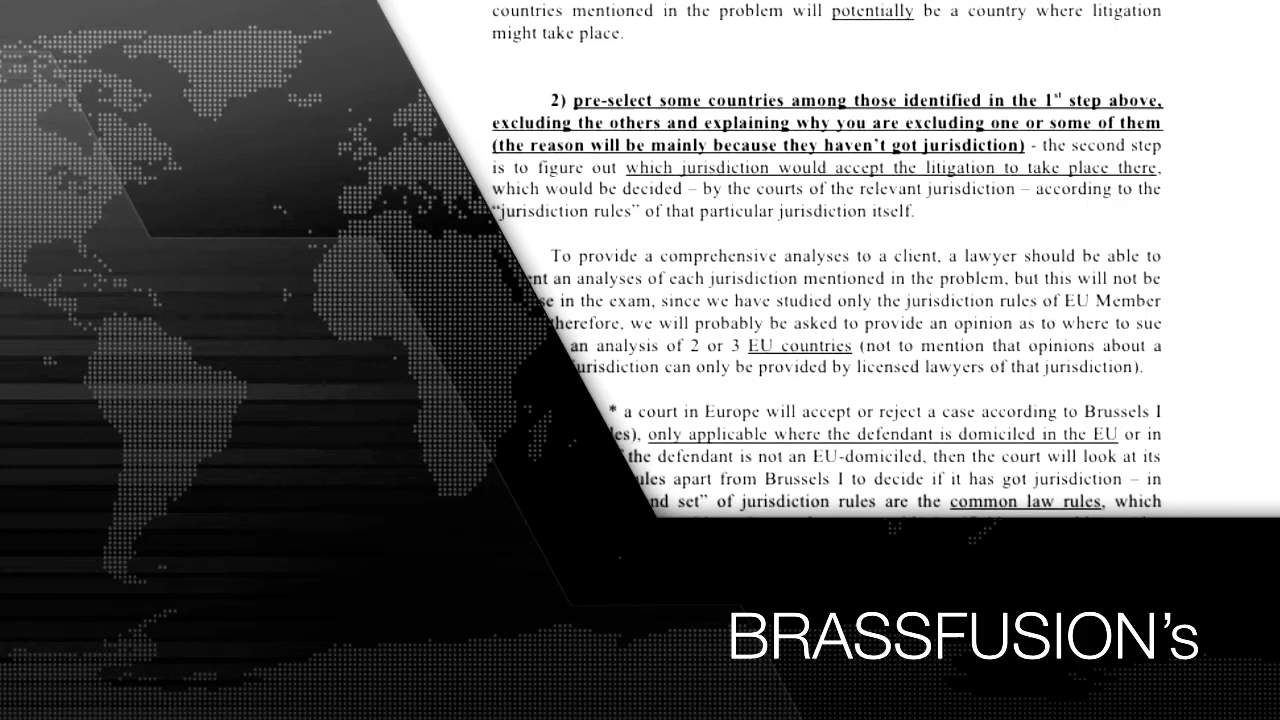 countries mentioned in the problem will potentially be a country where litigation
might take place.
2) pre-select some countries among those identified in the 1st step above,
excluding the others and explaining why you are excluding one or some of them
(the reason will be mainly because they haven't got jurisdiction) - the second step
is to figure out which jurisdiction would accept the litigation to take place there,
which would be decided – by the courts of the relevant jurisdiction – according to the
“jurisdiction rules” of that particular jurisdiction itself.
To provide a comprehensive analyses to a client, a lawyer should be able to
an analyses of each jurisdiction mentioned in the problem, but this will not be
in the exam, since we have studied only the jurisdiction rules of EU Member
therefore, we will probably be asked to provide an opinion as to where to sue
an analysis of 2 or 3 EU countries (not to mention that opinions about a
jurisdiction can only be provided by licensed lawyers of that jurisdiction).
* a court in Europe will accept or reject a case according to Brussels I
only applicable where the defendant is domiciled in the EU or in
the defendant is not an EU-domiciled, then the court will look at its
rules apart from Brussels I to decide if it has got jurisdiction – in
set” of jurisdiction rules are the common law rules, which
BRASSFUSION’s